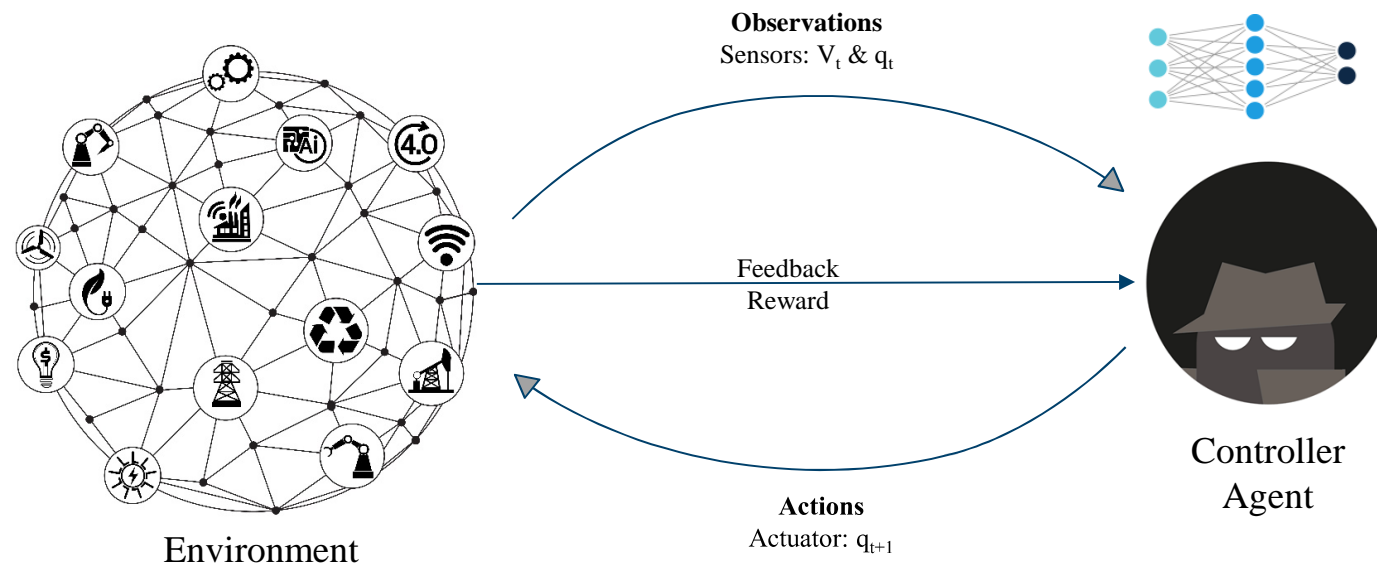 Observations
Sensors: Vₜ & qₜ
Ai
4.0
Feedback
Reward
$
Controller
Agent
Actions
Actuator: qₜ₊₁
Environment